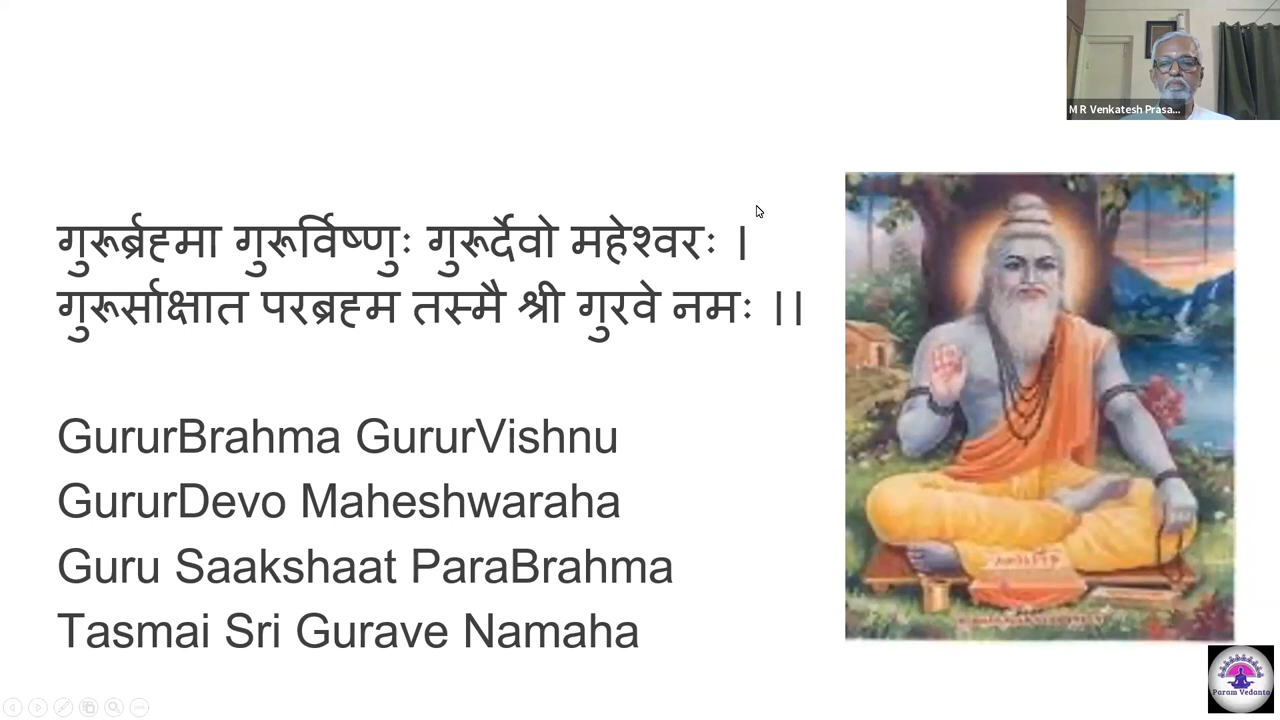 M R Venkatesh Prasa...
गुरूर्ब्रह्मा गुरूर्विष्णुः गुरूर्देवो महेश्वरः ।
गुरूर्साक्षात परब्रह्म तस्मै श्री गुरवे नमः ।।
GururBrahma GururVishnu
GururDevo Maheshwaraha
Guru Saakshaat ParaBrahma
Tasmai Sri Gurave Namaha
Param Vedanta